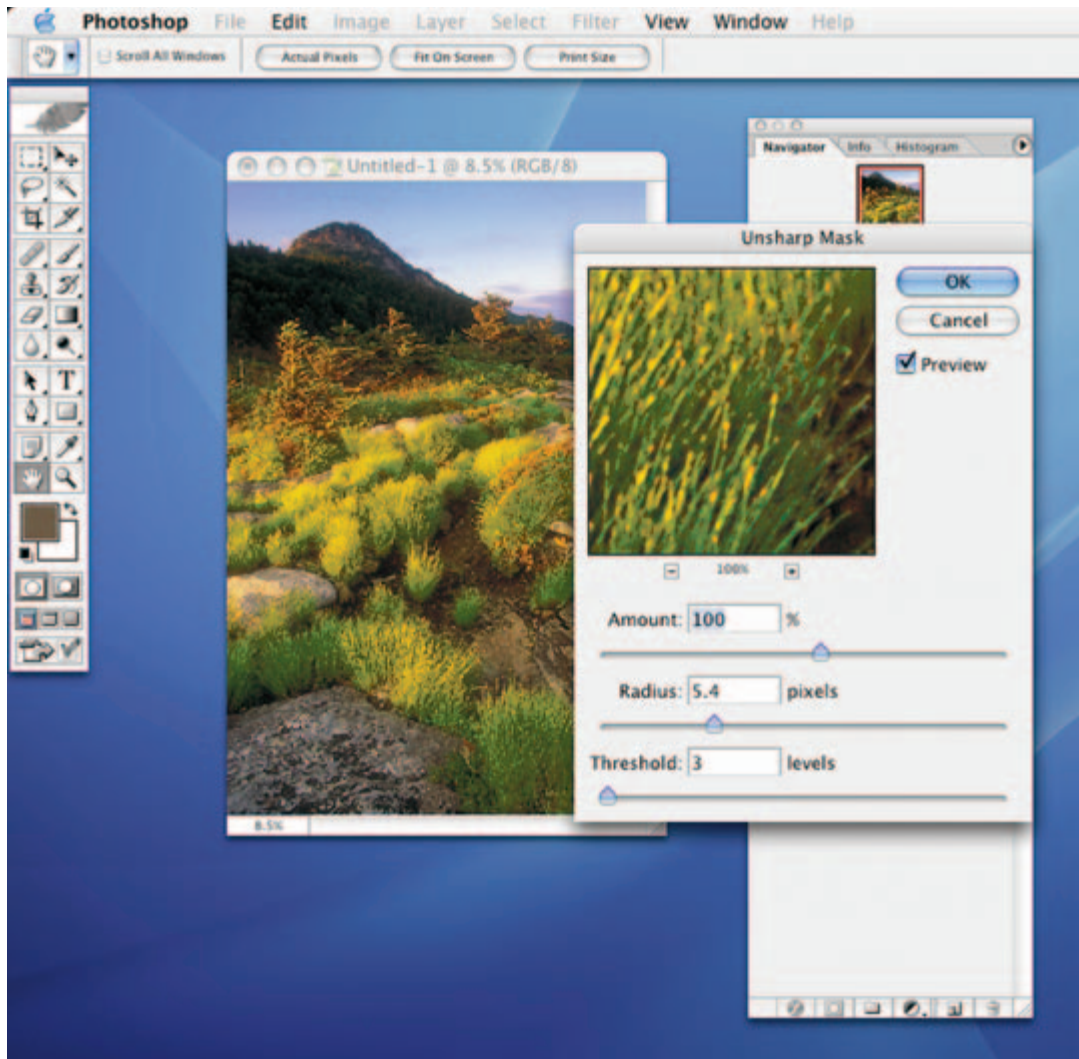 Photoshop File Edit Image Layer Select Filter View Window Help
Scroll All Windows Actual Pixels Fit On Screen Print Size
Navigator Info Histogram
Untitled-1 @ 8.5% (RGB/8)
Unsharp Mask
OK
Cancel
Preview
100%
Amount: 100 %
Radius: 5.4 pixels
Threshold: 3 levels
8.5%